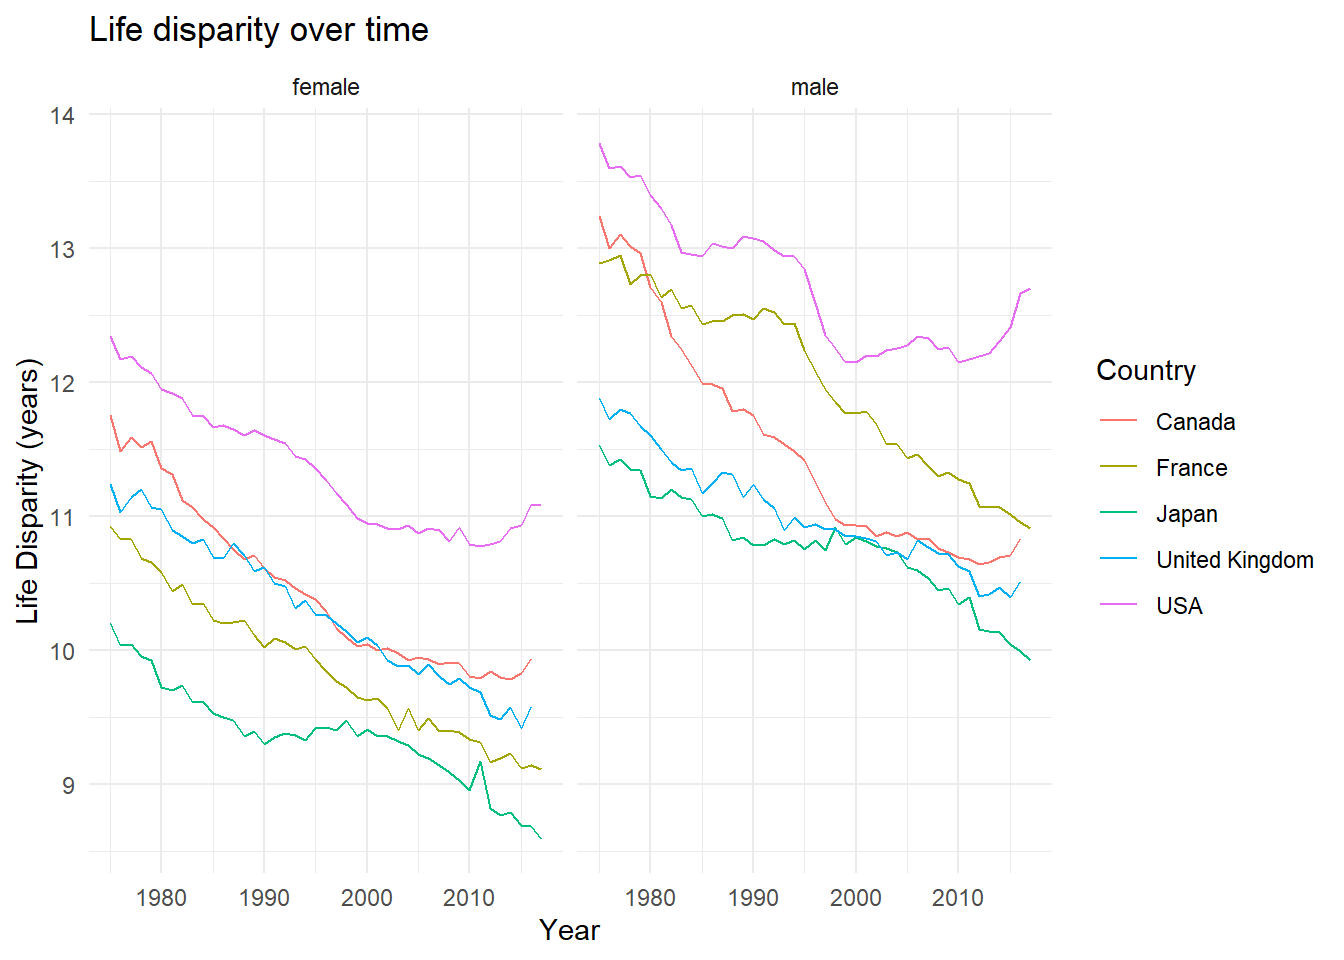 Life disparity over time
female
male
14
13
12
11
10
9
Life Disparity (years)
1980 1990 2000 2010
1980 1990 2000 2010
Year
Country
Canada
France
Japan
United Kingdom
USA